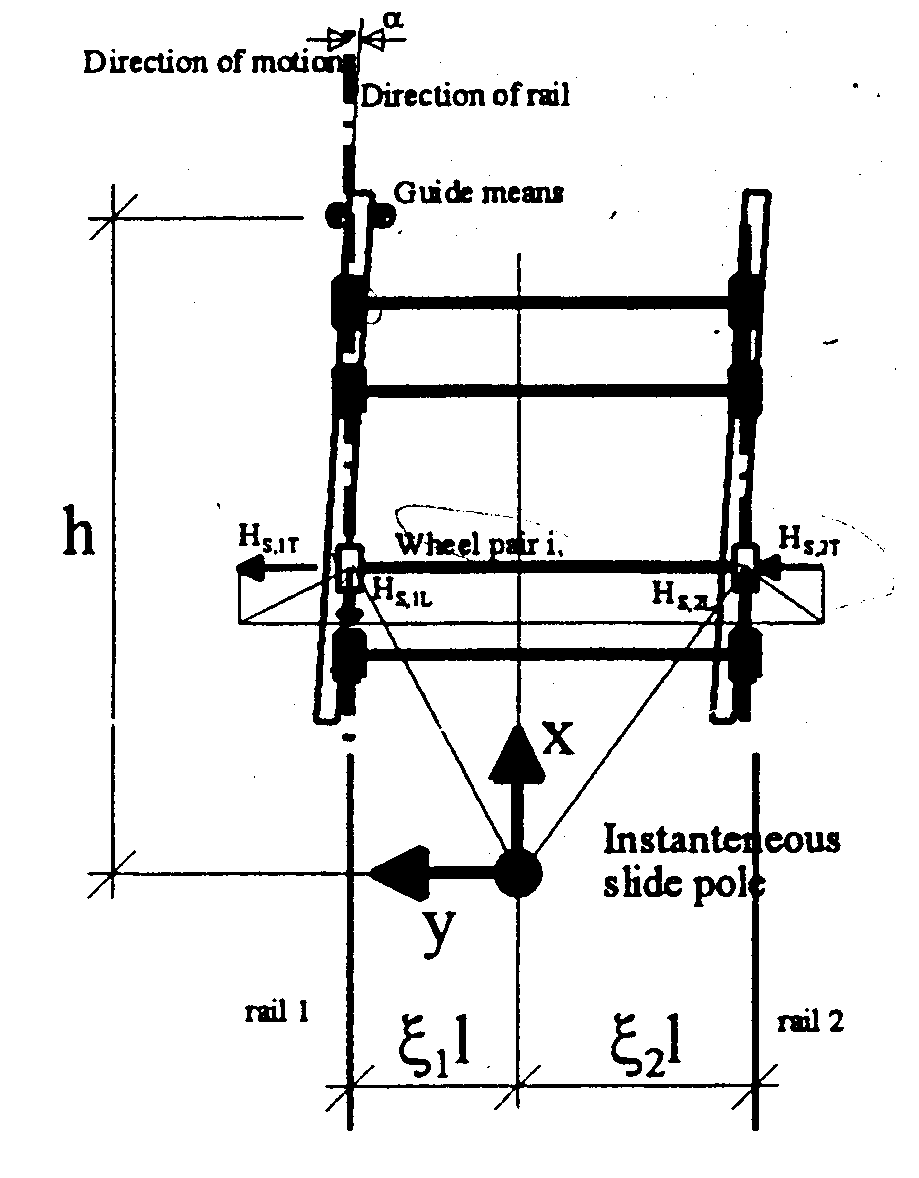 α
Direction of motion
Direction of rail
Guide means
h
H_S,1T
Wheel pair i,
H_S,2T
H_S,1L
H_S,2L
x
Instanteneous
slide pole
y
rail 1
ξ₁l
ξ₂l
rail 2